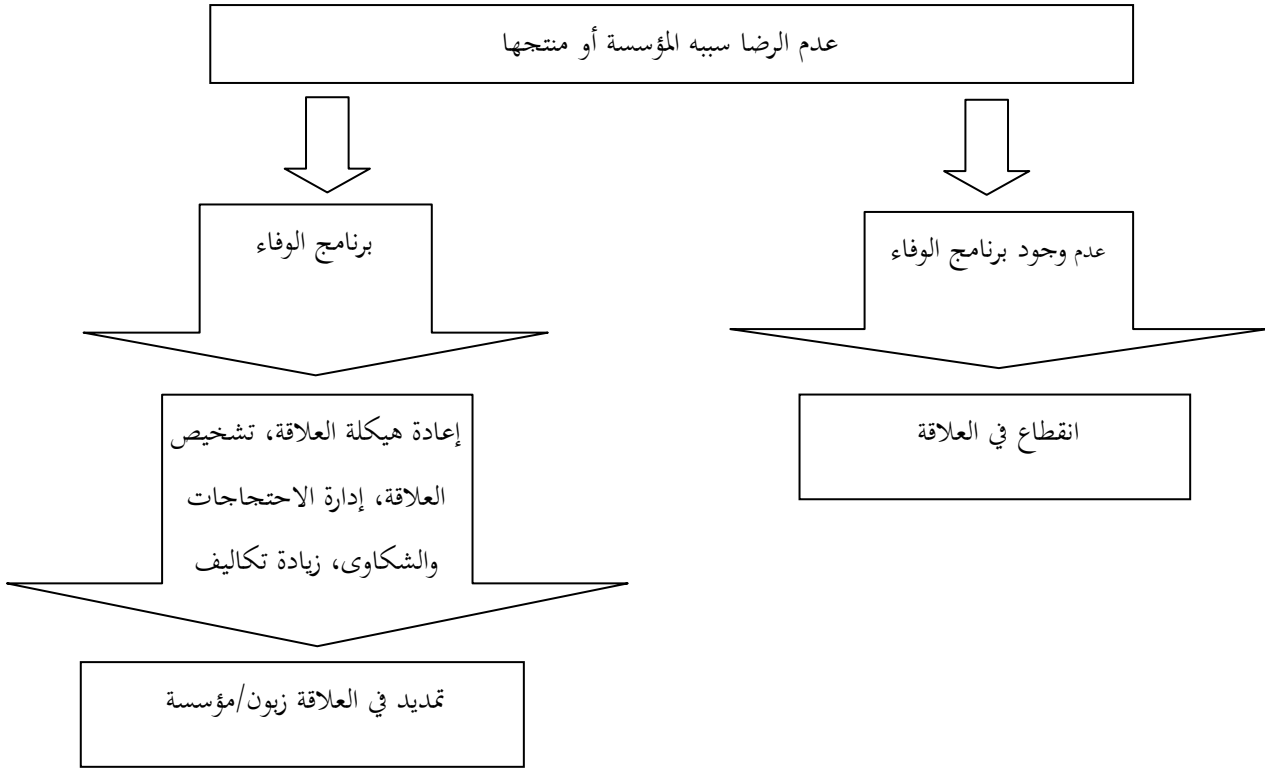 عدم الرضا سببه المؤسسة أو منتجها
عدم وجود برنامج الوفاء
انقطاع في العلاقة
برنامج الوفاء
إعادة هيكلة العلاقة، تشخيص
العلاقة، إدارة الاحتجاجات
والشكاوى، زيادة تكاليف
تمديد في العلاقة زبون/مؤسسة